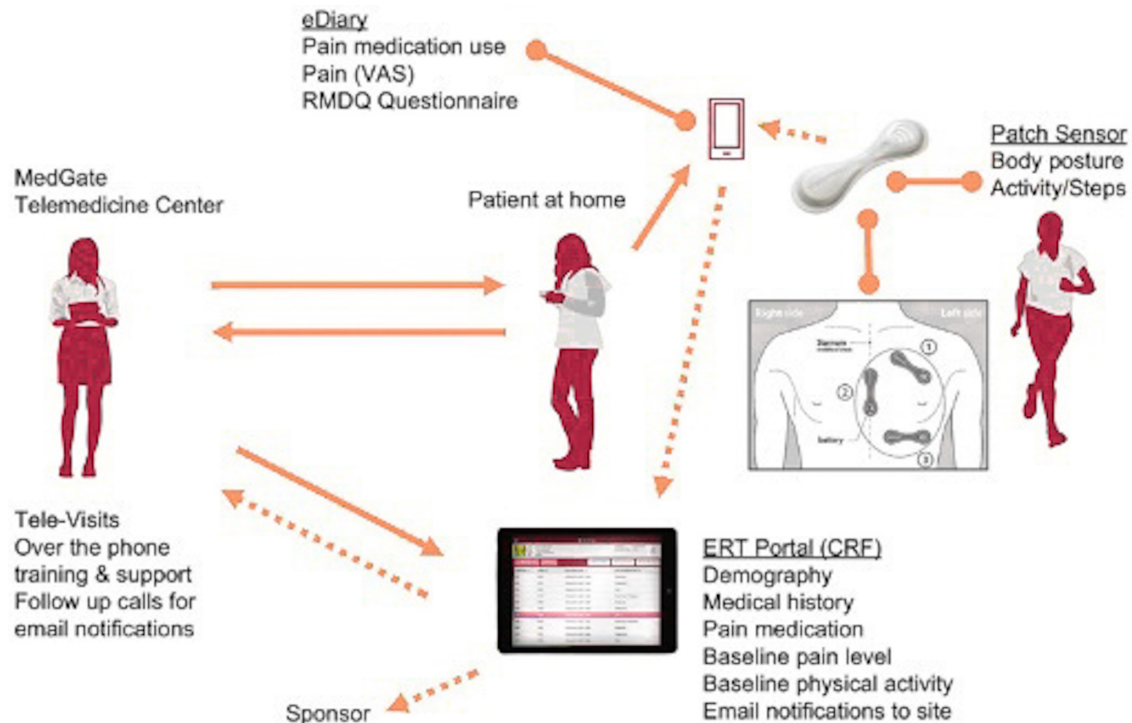 eDiary
Pain medication use
Pain (VAS)
RMDQ Questionnaire
Patch Sensor
Body posture
Activity/Steps
MedGate
Telemedicine Center
Patient at home
Right side
Left side
Sternum
1
2
battery
3
Tele-Visits
Over the phone
training & support
Follow up calls for
email notifications
ERT Portal (CRF)
Demography
Medical history
Pain medication
Baseline pain level
Baseline physical activity
Email notifications to site
Sponsor